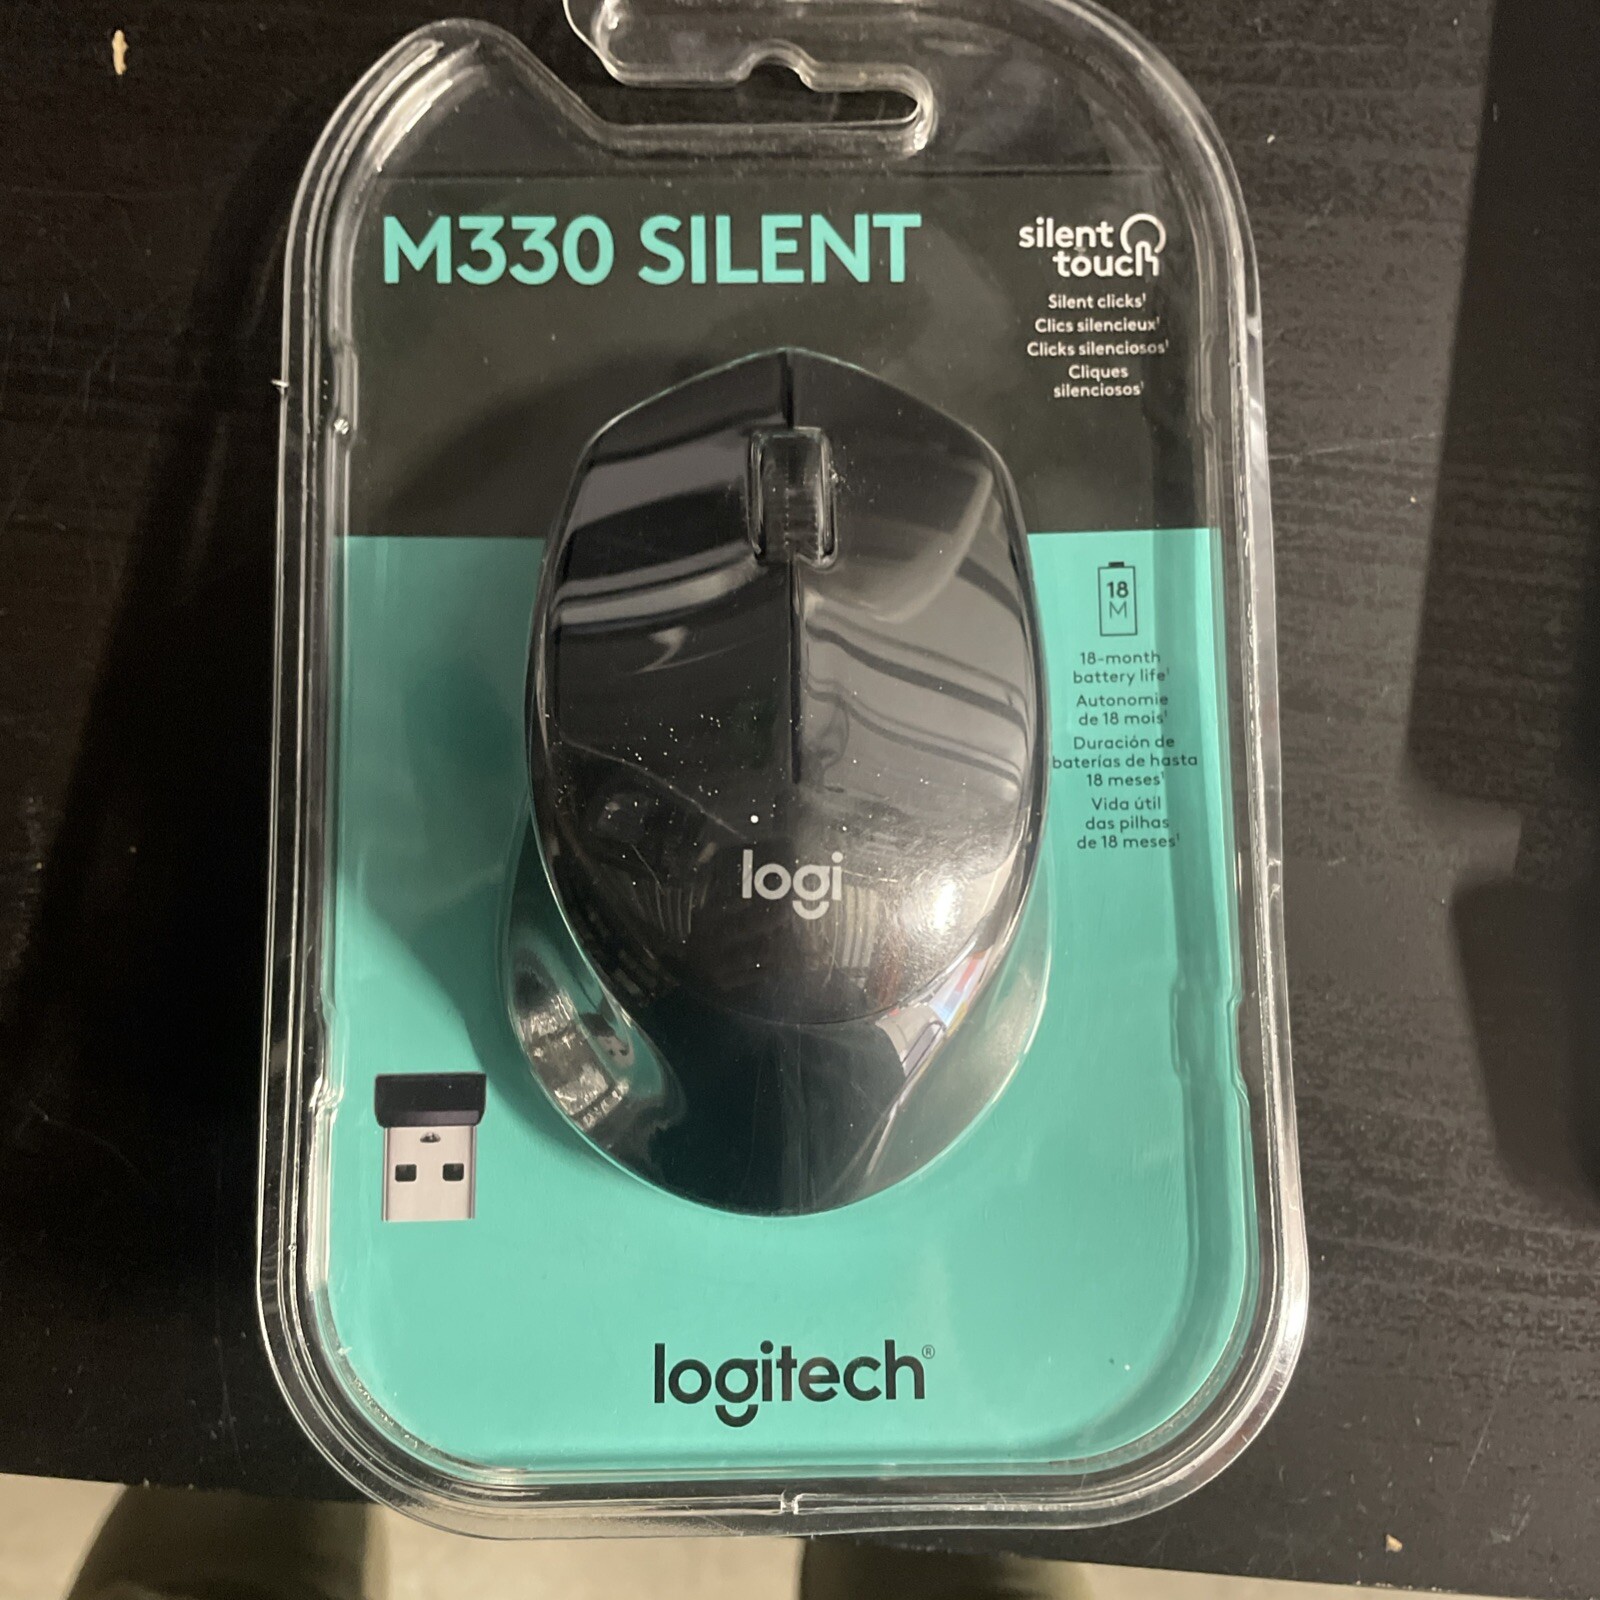 M330 SILENT
silent
touch
Silent clicks¹
Clics silencieux¹
Clicks silenciosos¹
Cliques
silenciosos¹
18
M
18-month
battery life¹
Autonomie
de 18 mois¹
Duración de
baterías de hasta
18 meses¹
Vida útil
das pilhas
de 18 meses¹
logi
logitech®